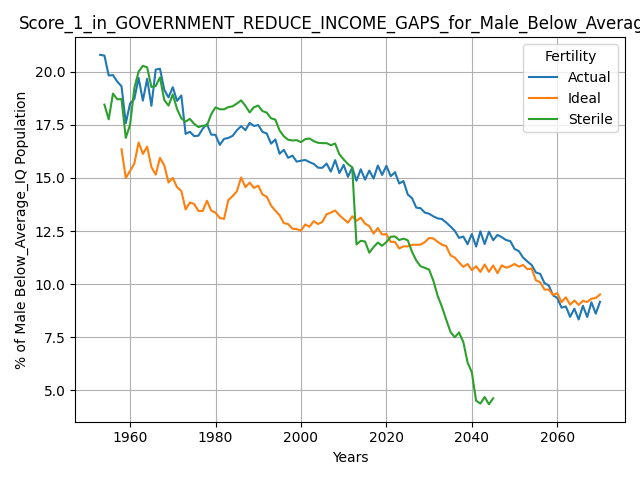 Score_1_in_GOVERNMENT_REDUCE_INCOME_GAPS_for_Male_Below_Averag
% of Male Below_Average_IQ Population
20.0
17.5
15.0
12.5
10.0
7.5
5.0
Fertility
Actual
Ideal
Sterile
1960
1980
2000
2020
2040
2060
Years